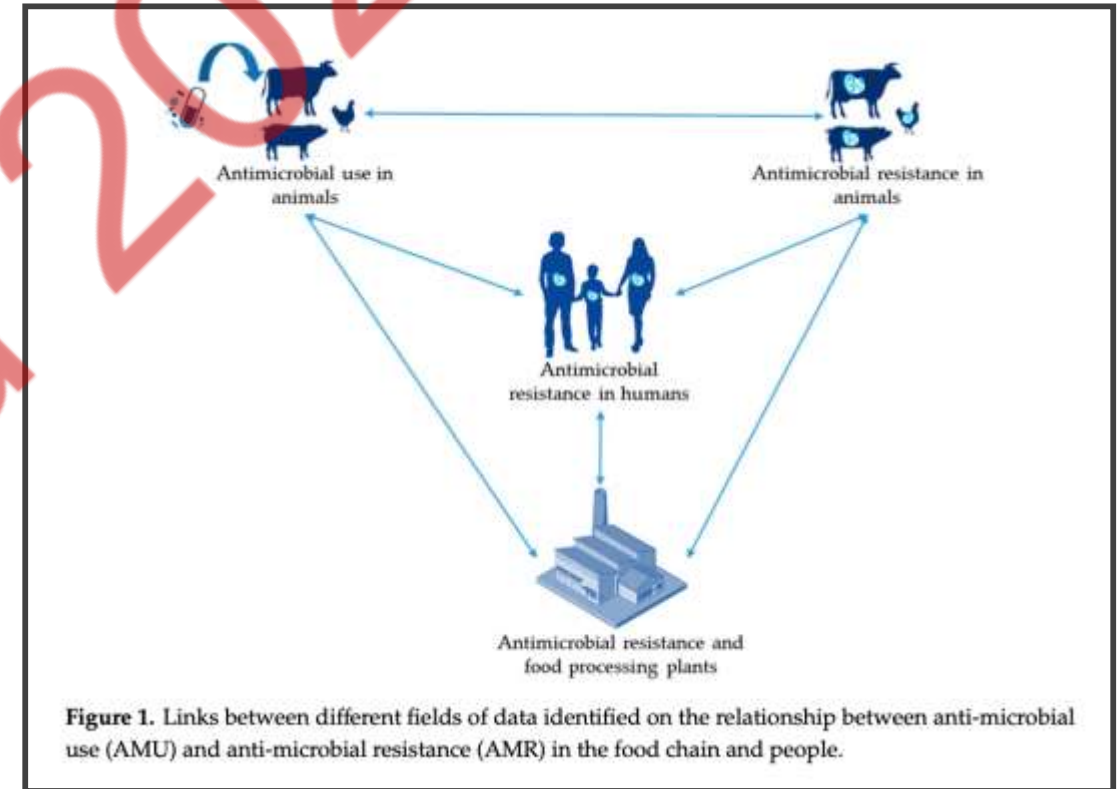 Antimicrobial use in
animals
Antimicrobial resistance in
animals
Antimicrobial
resistance in humans
Antimicrobial resistance and
food processing plants
Figure 1. Links between different fields of data identified on the relationship between anti-microbial
use (AMU) and anti-microbial resistance (AMR) in the food chain and people.